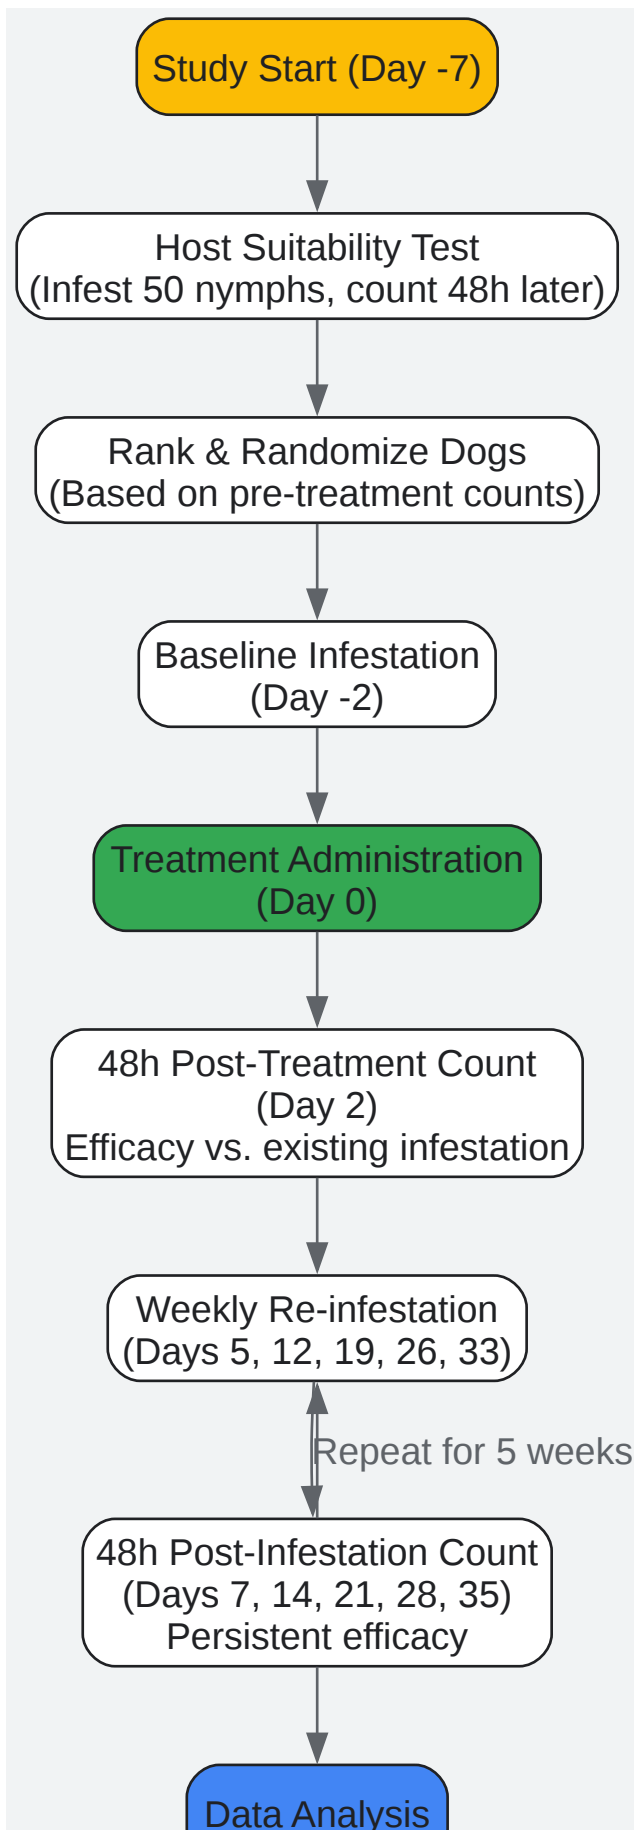 Study Start (Day -7)
Host Suitability Test
(Infest 50 nymphs, count 48h later)
Rank & Randomize Dogs
(Based on pre-treatment counts)
Baseline Infestation
(Day -2)
Treatment Administration
(Day 0)
48h Post-Treatment Count
(Day 2)
Efficacy vs. existing infestation
Weekly Re-infestation
(Days 5, 12, 19, 26, 33)
Repeat for 5 weeks
48h Post-Infestation Count
(Days 7, 14, 21, 28, 35)
Persistent efficacy
Data Analysis